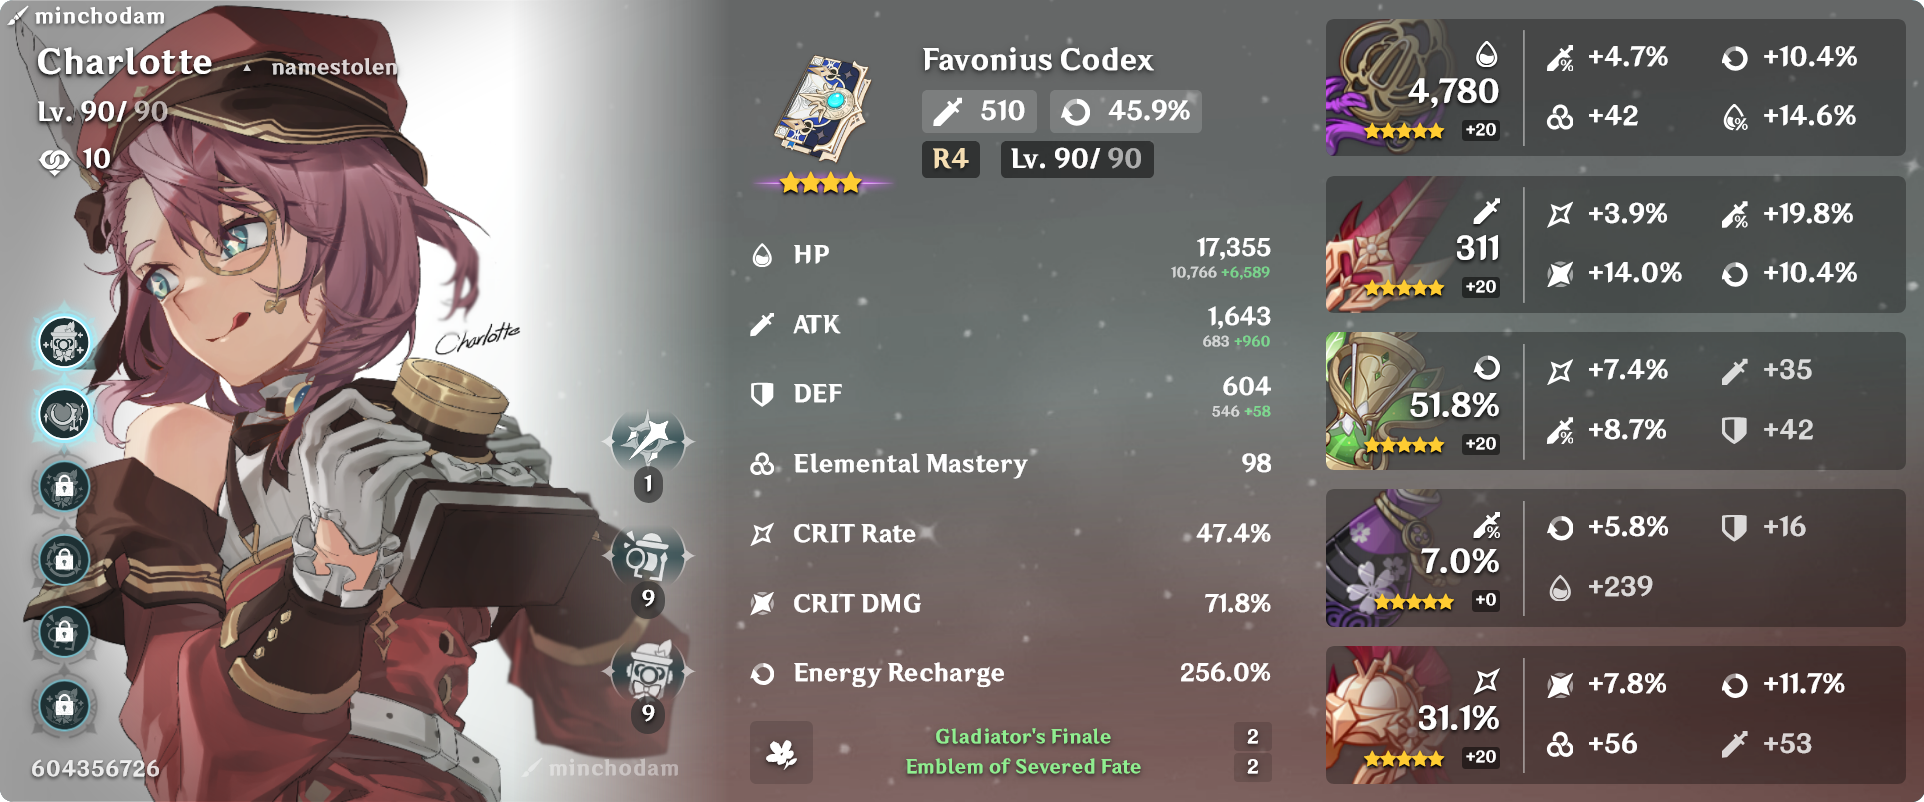 minchodam
Charlotte namestolen
Lv. 90/ 90
10
Charlotte
1
9
9
604356726
minchodam
Favonius Codex
510 45.9%
R4 Lv. 90/ 90
HP 17,355
10,766 +6,589
ATK 1,643
683 +960
DEF 604
546 +58
Elemental Mastery 98
CRIT Rate 47.4%
CRIT DMG 71.8%
Energy Recharge 256.0%
Gladiator's Finale 2
Emblem of Severed Fate 2
4,780
+20
+4.7% +10.4%
+42 +14.6%
311
+20
+3.9% +19.8%
+14.0% +10.4%
51.8%
+20
+7.4% +35
+8.7% +42
7.0%
+0
+5.8% +16
+239
31.1%
+20
+7.8% +11.7%
+56 +53